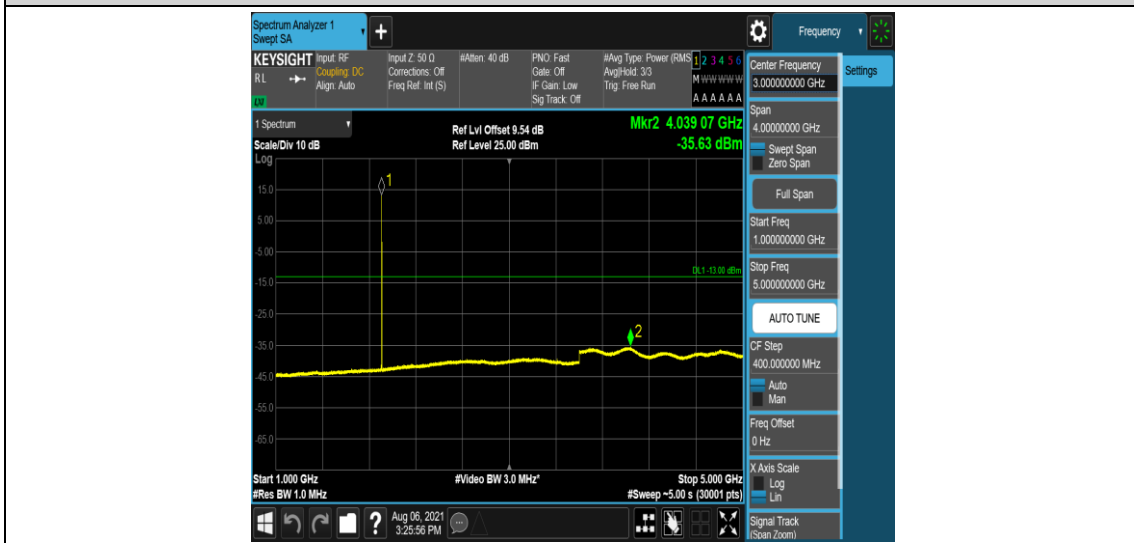 Spectrum Analyzer 1
Swept SA
+
Frequency
KEYSIGHT
RL
LXI
Input: RF
Coupling: DC
Align: Auto
Input Z: 50 Ω
Corrections: Off
Freq Ref: Int (S)
#Atten: 40 dB
PNO: Fast
Gate: Off
IF Gain: Low
Sig Track: Off
#Avg Type: Power (RMS
Avg|Hold: 3/3
Trig: Free Run
1 2 3 4 5 6
M W W W W W
A A A A A A
Center Frequency
3.000000000 GHz
Settings
Span
4.00000000 GHz
Swept Span
Zero Span
Full Span
Start Freq
1.000000000 GHz
Stop Freq
5.000000000 GHz
AUTO TUNE
CF Step
400.000000 MHz
Auto
Man
Freq Offset
0 Hz
X Axis Scale
Log
Lin
Signal Track
(Span Zoom)
1 Spectrum
Scale/Div 10 dB
Log
Ref Lvl Offset 9.54 dB
Ref Level 25.00 dBm
Mkr2 4.039 07 GHz
-35.63 dBm
15.0
5.00
-5.00
-15.0
-25.0
-35.0
-45.0
-55.0
-65.0
1
DL1 -13.00 dBm
2
Start 1.000 GHz
#Res BW 1.0 MHz
#Video BW 3.0 MHz*
Stop 5.000 GHz
#Sweep ~5.00 s (30001 pts)
?
Aug 06, 2021
3:25:56 PM